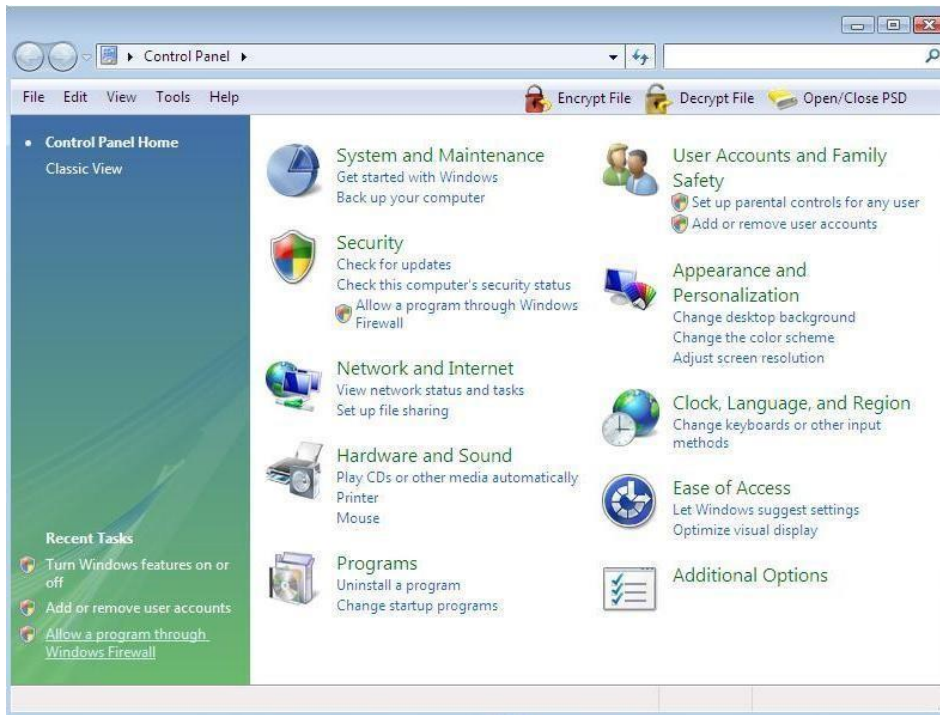 Control Panel
File Edit View Tools Help
Encrypt File Decrypt File Open/Close PSD
Control Panel Home
Classic View
Recent Tasks
Turn Windows features on or
off
Add or remove user accounts
Allow a program through
Windows Firewall
System and Maintenance
Get started with Windows
Back up your computer
Security
Check for updates
Check this computer's security status
Allow a program through Windows
Firewall
Network and Internet
View network status and tasks
Set up file sharing
Hardware and Sound
Play CDs or other media automatically
Printer
Mouse
Programs
Uninstall a program
Change startup programs
User Accounts and Family
Safety
Set up parental controls for any user
Add or remove user accounts
Appearance and
Personalization
Change desktop background
Change the color scheme
Adjust screen resolution
Clock, Language, and Region
Change keyboards or other input
methods
Ease of Access
Let Windows suggest settings
Optimize visual display
Additional Options